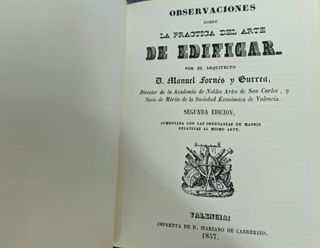 OBSERVACIONES
SOBRE
LA PRACTICA DEL ARTE
DE EDIFICAR.
POR EL ARQUITECTO
D. Manuel Fornés y Gurrea,
Director de la Academia de Nobles Artes de San Carlos, y
Socio de Mérito de la Sociedad Económica de Valencia.
SEGUNDA EDICION,
AUMENTADA CON LAS ORDENANZAS DE MADRID
RELATIVAS AL MISMO ARTE.
VALENCIA:
IMPRENTA DE D. MARIANO DE CABRERIZO.
1857.